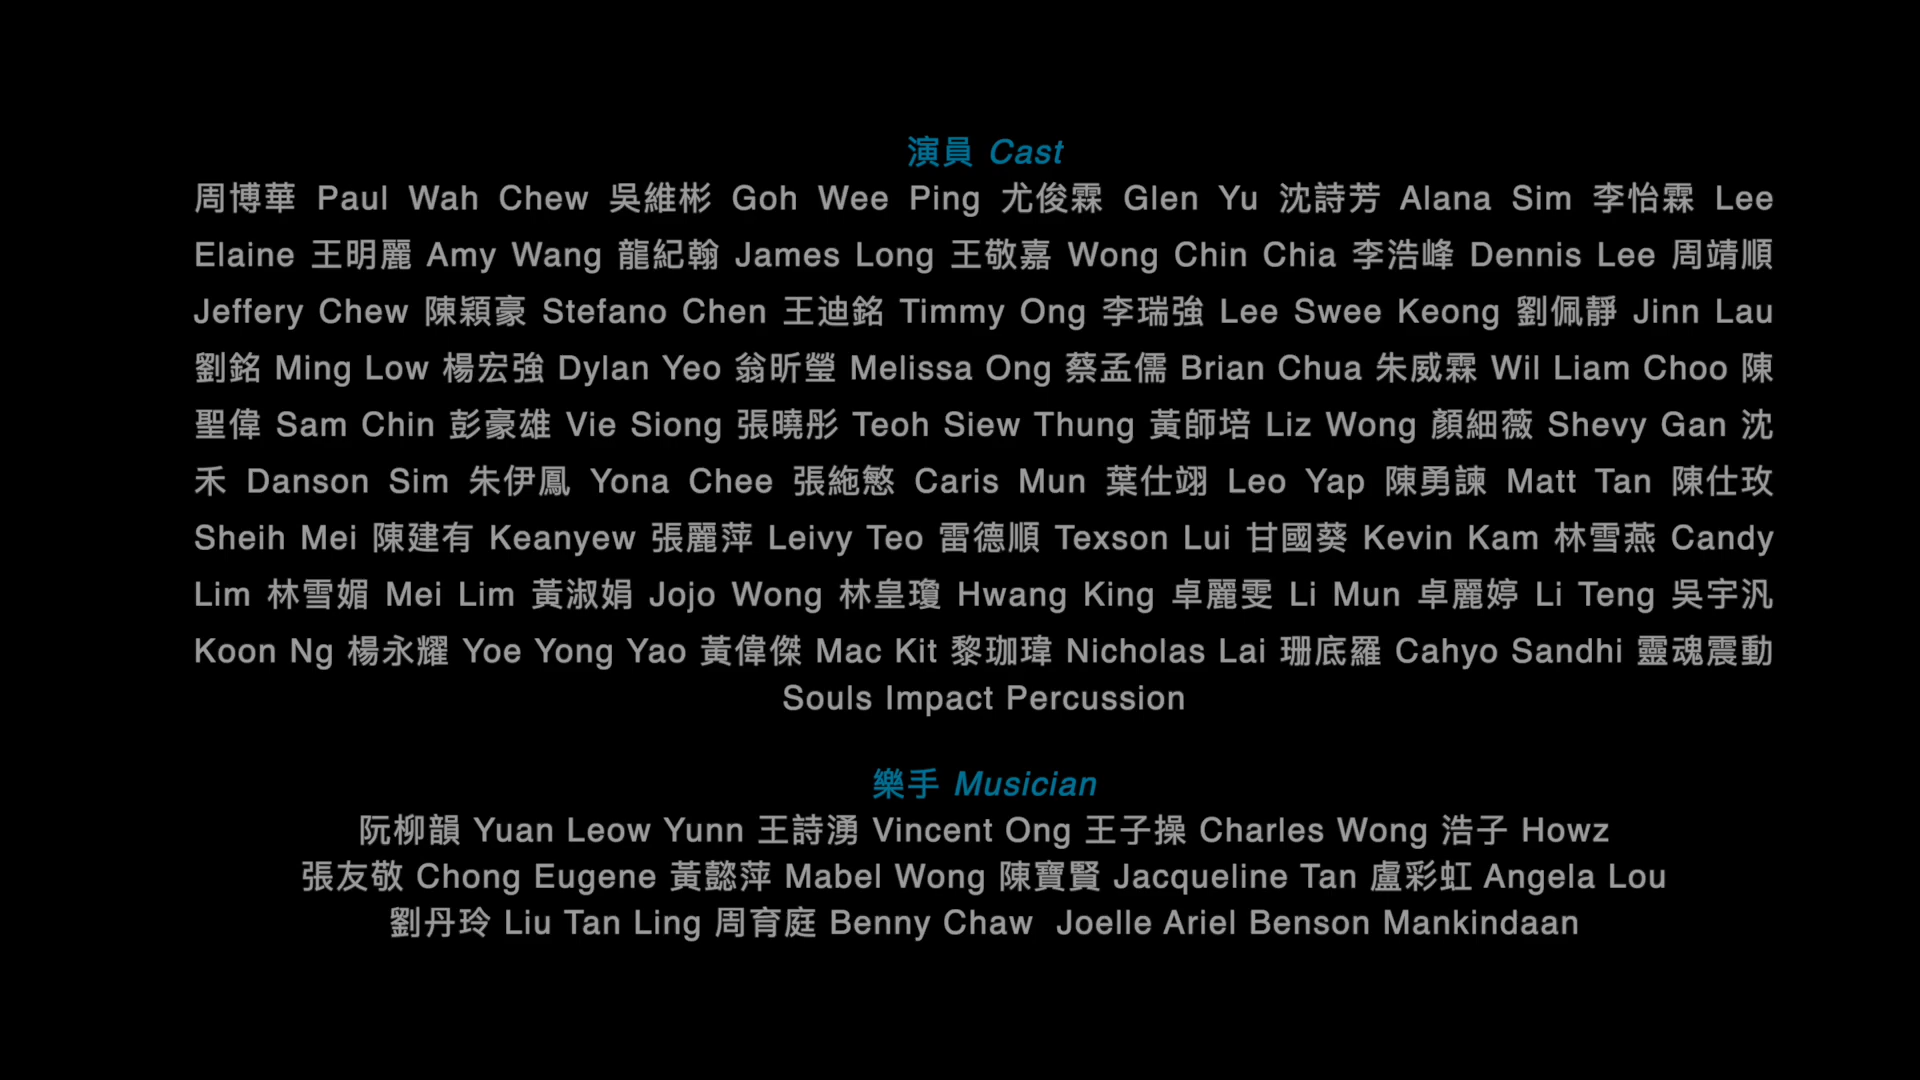 演員 Cast
周博華 Paul Wah Chew 吳維彬 Goh Wee Ping 尤俊霖 Glen Yu 沈詩芳 Alana Sim 李怡霖 Lee
Elaine 王明麗 Amy Wang 龍紀翰 James Long 王敬嘉 Wong Chin Chia 李浩峰 Dennis Lee 周靖順
Jeffery Chew 陳穎豪 Stefano Chen 王迪銘 Timmy Ong 李瑞強 Lee Swee Keong 劉佩靜 Jinn Lau
劉銘 Ming Low 楊宏強 Dylan Yeo 翁昕瑩 Melissa Ong 蔡孟儒 Brian Chua 朱威霖 Wil Liam Choo 陳
聖偉 Sam Chin 彭豪雄 Vie Siong 張曉彤 Teoh Siew Thung 黃師培 Liz Wong 顏細薇 Shevy Gan 沈
禾 Danson Sim 朱伊鳳 Yona Chee 張絁慜 Caris Mun 葉仕翊 Leo Yap 陳勇諫 Matt Tan 陳仕玫
Sheih Mei 陳建有 Keanyew 張麗萍 Leivy Teo 雷德順 Texson Lui 甘國葵 Kevin Kam 林雪燕 Candy
Lim 林雪媚 Mei Lim 黃淑娟 Jojo Wong 林皇瓊 Hwang King 卓麗雯 Li Mun 卓麗婷 Li Teng 吳宇汎
Koon Ng 楊永耀 Yoe Yong Yao 黃偉傑 Mac Kit 黎珈瑋 Nicholas Lai 珊底羅 Cahyo Sandhi 靈魂震動
Souls Impact Percussion
樂手 Musician
阮柳韻 Yuan Leow Yunn 王詩湧 Vincent Ong 王子操 Charles Wong 浩子 Howz
張友敬 Chong Eugene 黃懿萍 Mabel Wong 陳寶賢 Jacqueline Tan 盧彩虹 Angela Lou
劉丹玲 Liu Tan Ling 周育庭 Benny Chaw Joelle Ariel Benson Mankindaan